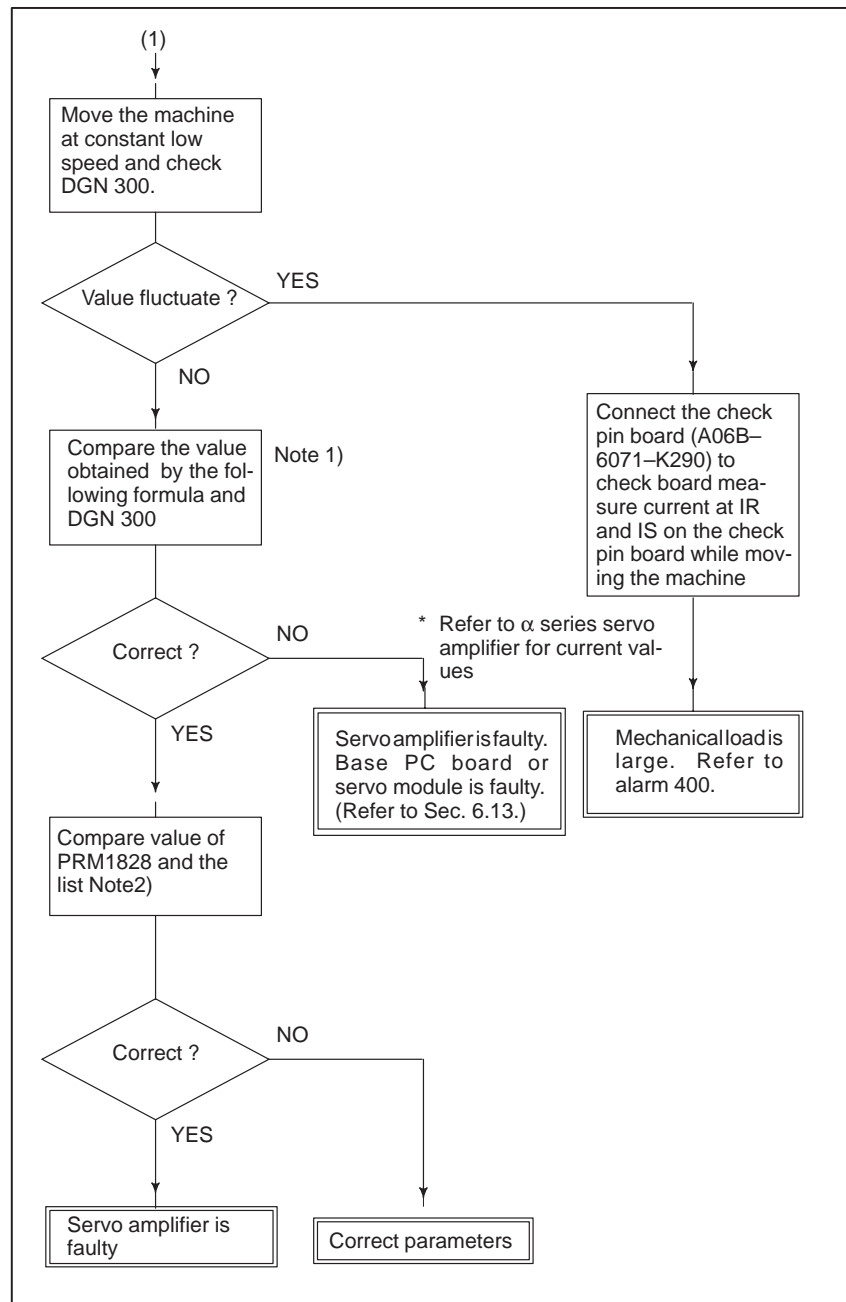 (1)
Move the machine
at constant low
speed and check
DGN 300.
Value fluctuate ?
YES
NO
Compare the value
obtained by the fol-
lowing formula and
DGN 300
Note 1)
Connect the check
pin board (A06B–
6071–K290) to
check board mea-
sure current at IR
and IS on the check
pin board while mov-
ing the machine
Correct ?
NO
* Refer to α series servo
amplifier for current val-
ues
YES
Servo amplifier is faulty.
Base PC board or
servo module is faulty.
(Refer to Sec. 6.13.)
Mechanical load is
large. Refer to
alarm 400.
Compare value of
PRM1828 and the
list Note2)
Correct ?
NO
YES
Servo amplifier is
faulty
Correct parameters